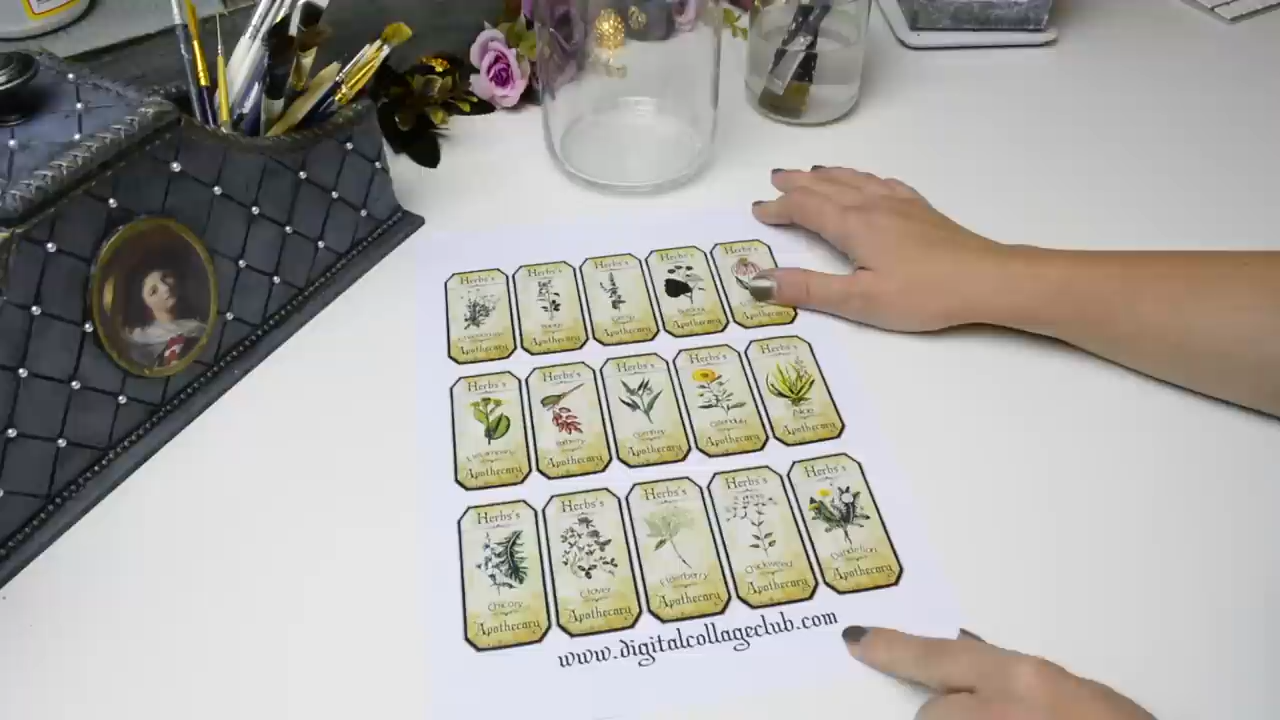 Herbs's Herbs's Herbs's Herbs's Herbs's
Apothecary Apothecary Apothecary Apothecary
Herbs's Herbs's Herbs's Herbs's Herbs's
Comfrey Calendula Aloe
Apothecary Apothecary Apothecary Apothecary Apothecary
Herbs's Herbs's Herbs's Herbs's Herbs's
Chicory Clover Elderberry Chickweed Dandelion
Apothecary Apothecary Apothecary Apothecary Apothecary
www.digitalcollageclub.com